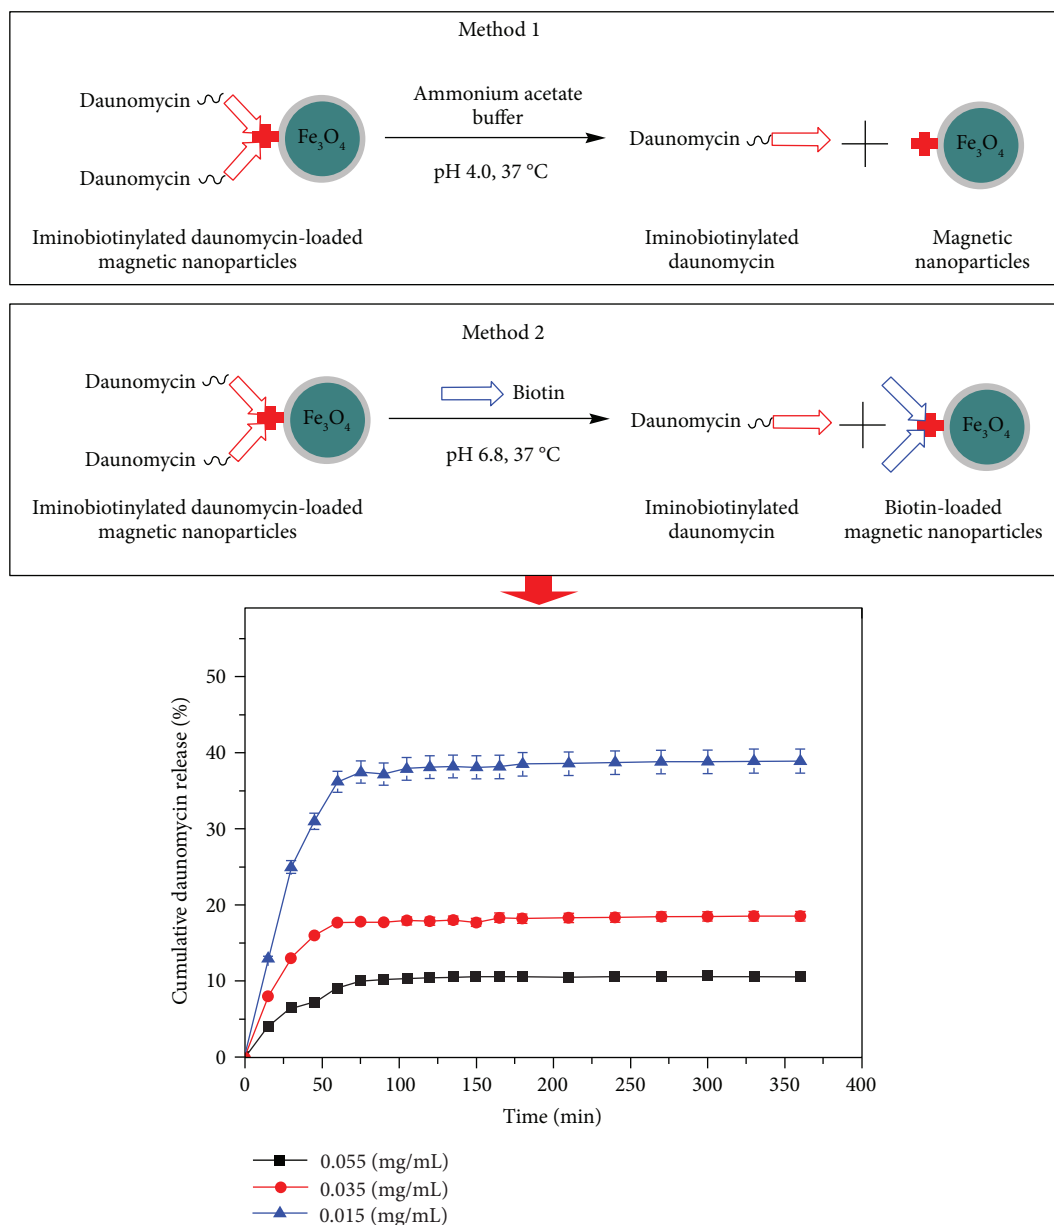 Method 1
Daunomycin
Daunomycin
Fe₃O₄
Ammonium acetate
buffer
pH 4.0, 37 °C
Daunomycin
Fe₃O₄
Iminobiotinylated daunomycin-loaded
magnetic nanoparticles
Iminobiotinylated
daunomycin
Magnetic
nanoparticles
Method 2
Daunomycin
Daunomycin
Fe₃O₄
Biotin
pH 6.8, 37 °C
Daunomycin
Fe₃O₄
Iminobiotinylated daunomycin-loaded
magnetic nanoparticles
Iminobiotinylated
daunomycin
Biotin-loaded
magnetic nanoparticles
Cumulative daunomycin release (%)
50
40
30
20
10
0
0 50 100 150 200 250 300 350 400
Time (min)
0.055 (mg/mL)
0.035 (mg/mL)
0.015 (mg/mL)